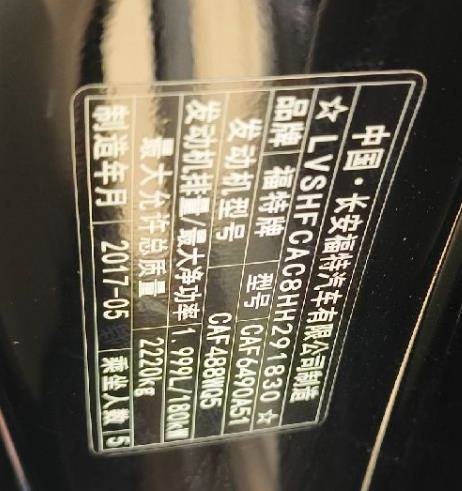 中国·长安福特汽车有限公司制造
☆LVSHFCAC8HH291830☆
品牌 福特牌 型号 CAF6490A51
发动机型号 CAF488WQ5
发动机排量 最大净功率 1.999L/180kW
最大允许总质量 2220kg
制造年月 2017-05 乘坐人数 5